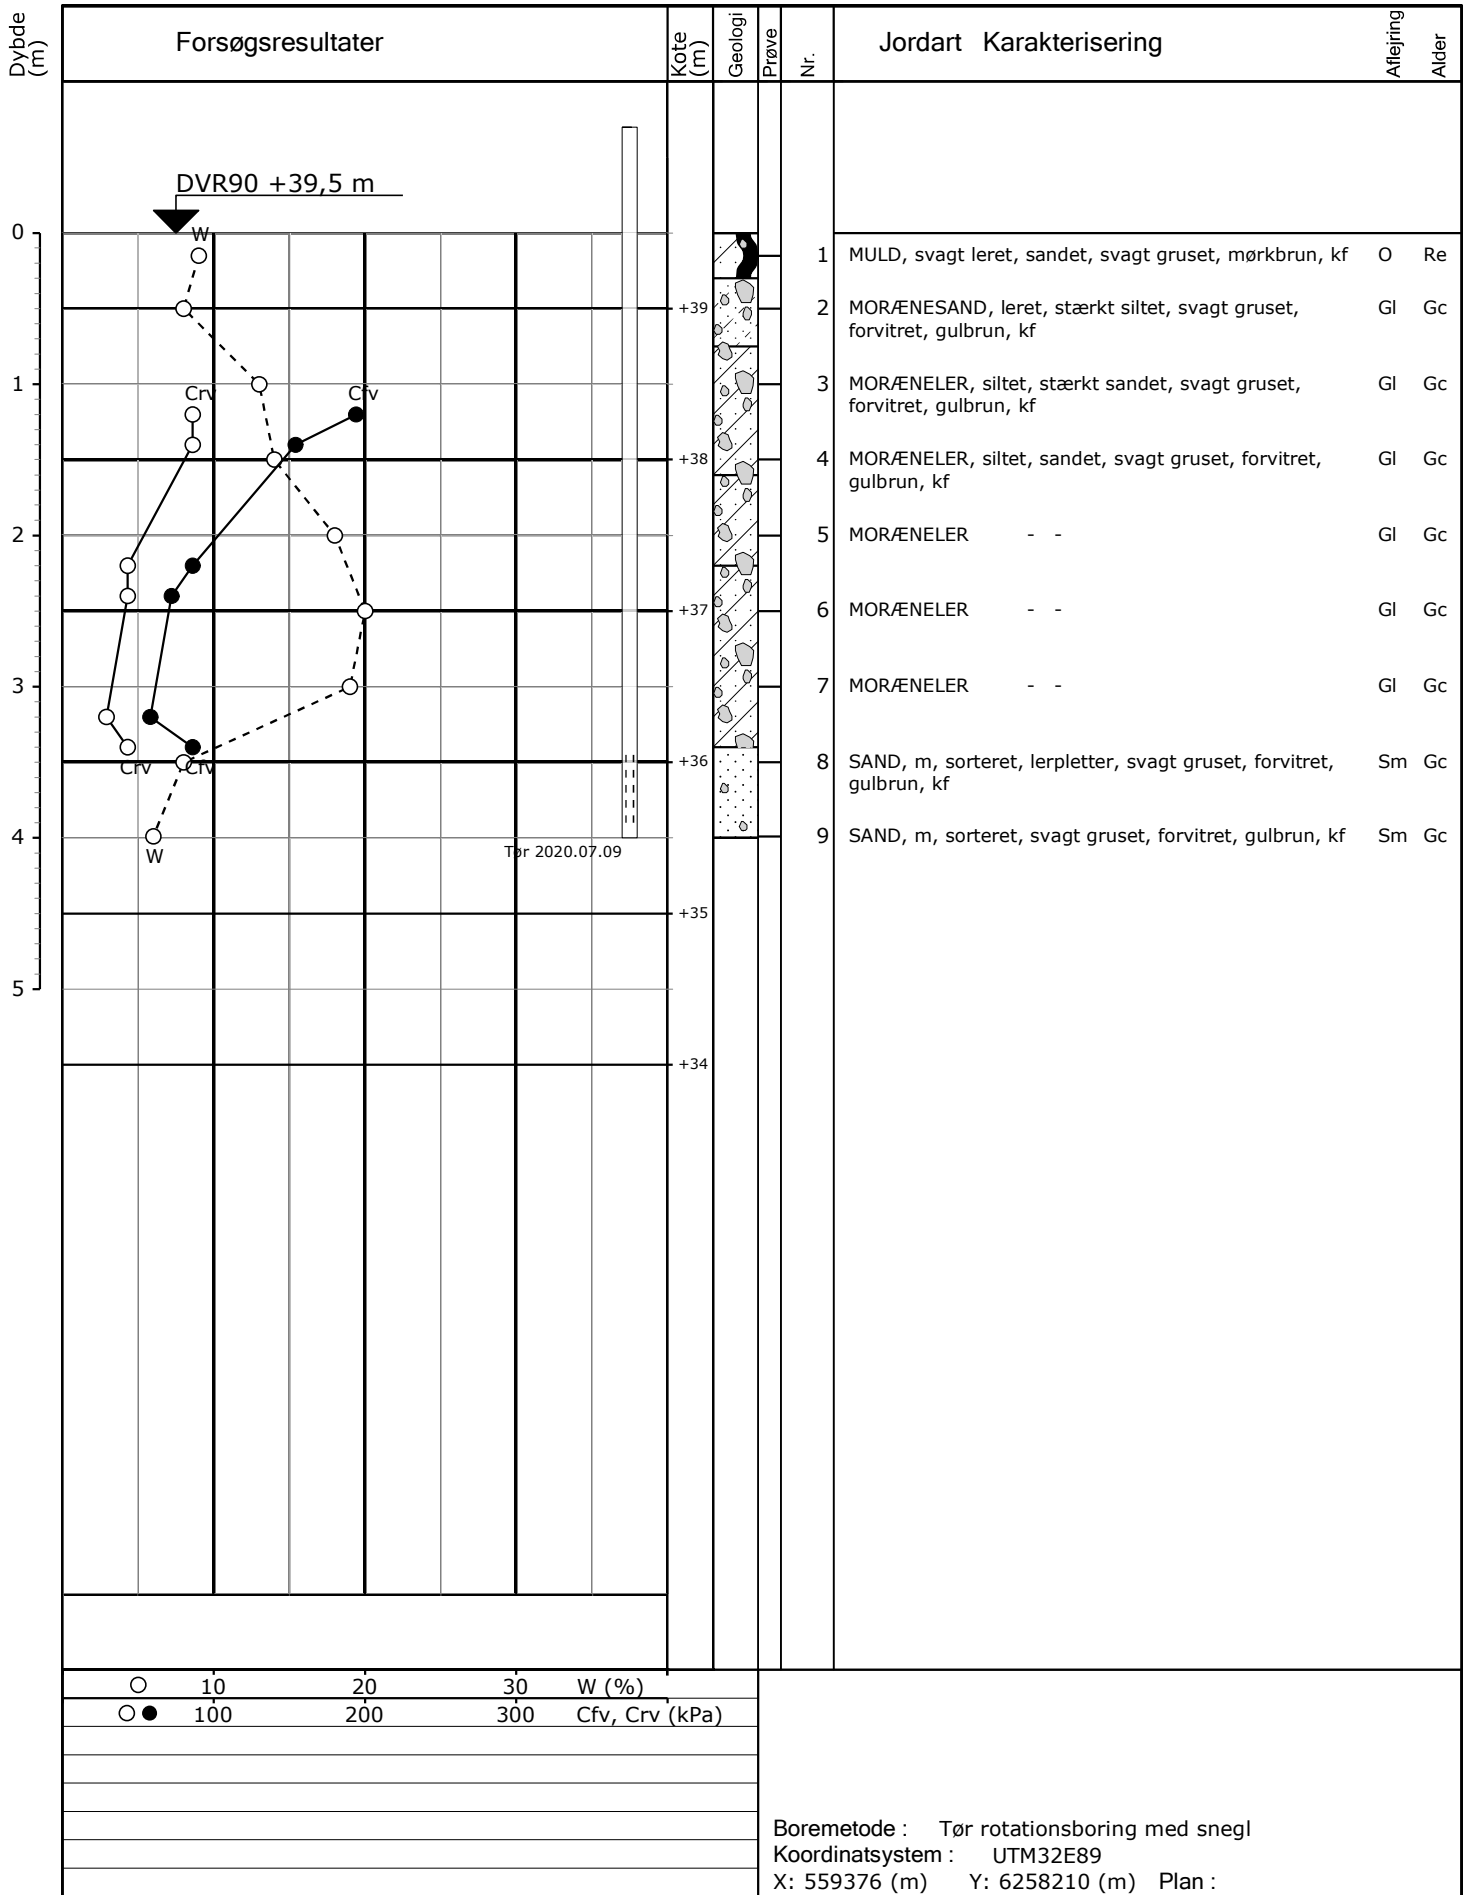 Dybde (m)
Forsøgsresultater
Kote (m)
Geologi
Prøve
Nr.
Jordart Karakterisering
Aflejring
Alder
DVR90 +39,5 m
0
W
1 MULD, svagt leret, sandet, svagt gruset, mørkbrun, kf O Re
+39
2 MORÆNESAND, leret, stærkt siltet, svagt gruset, Gl Gc
forvitret, gulbrun, kf
1
Crv
Cfv
3 MORÆNELER, siltet, stærkt sandet, svagt gruset, Gl Gc
forvitret, gulbrun, kf
+38
4 MORÆNELER, siltet, sandet, svagt gruset, forvitret, Gl Gc
gulbrun, kf
2
5 MORÆNELER - - Gl Gc
+37
6 MORÆNELER - - Gl Gc
3
7 MORÆNELER - - Gl Gc
Crv
Cfv
+36
8 SAND, m, sorteret, lerpletter, svagt gruset, forvitret, Sm Gc
gulbrun, kf
4
W
Tør 2020.07.09
9 SAND, m, sorteret, svagt gruset, forvitret, gulbrun, kf Sm Gc
+35
5
+34
10 20 30 W (%)
100 200 300 Cfv, Crv (kPa)
Boremetode : Tør rotationsboring med snegl
Koordinatsystem : UTM32E89
X: 559376 (m) Y: 6258210 (m) Plan :